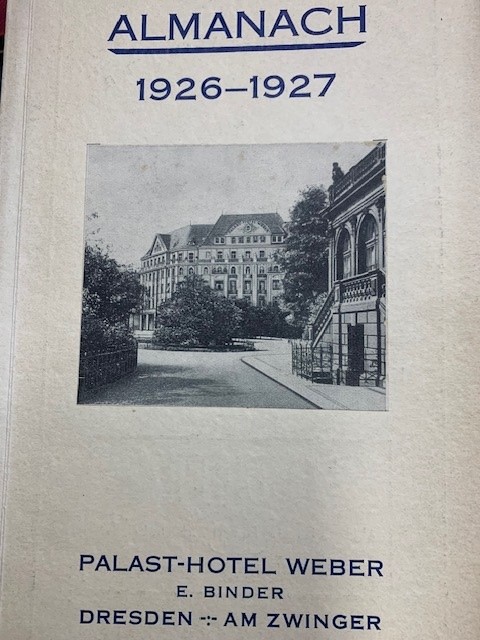 ALMANACH
1926–1927
PALAST-HOTEL WEBER
E. BINDER
DRESDEN -:- AM ZWINGER